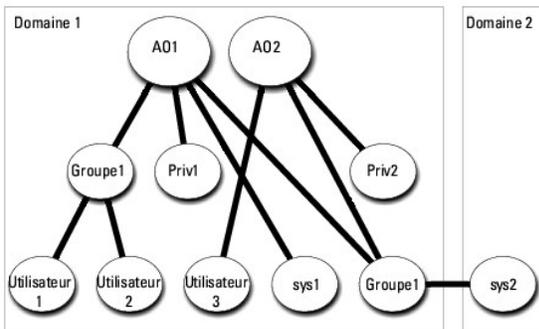 Domaine 1
Domaine 2
AO1
AO2
Groupe1
Priv1
Priv2
Utilisateur
1
Utilisateur
2
Utilisateur
3
sys1
Groupe1
sys2